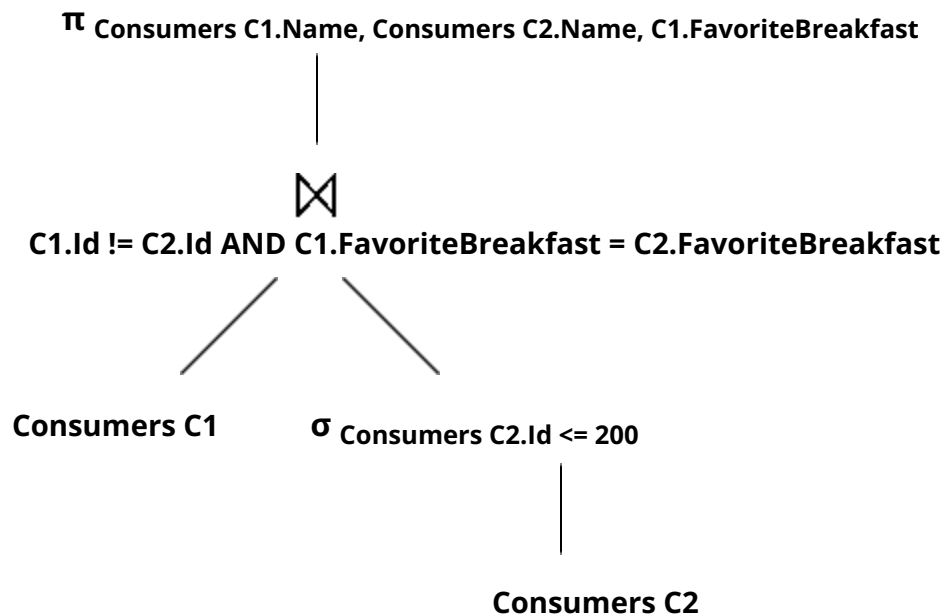 π Consumers C1.Name, Consumers C2.Name, C1.FavoriteBreakfast
⋈
C1.Id != C2.Id AND C1.FavoriteBreakfast = C2.FavoriteBreakfast
Consumers C1
σ Consumers C2.Id <= 200
Consumers C2